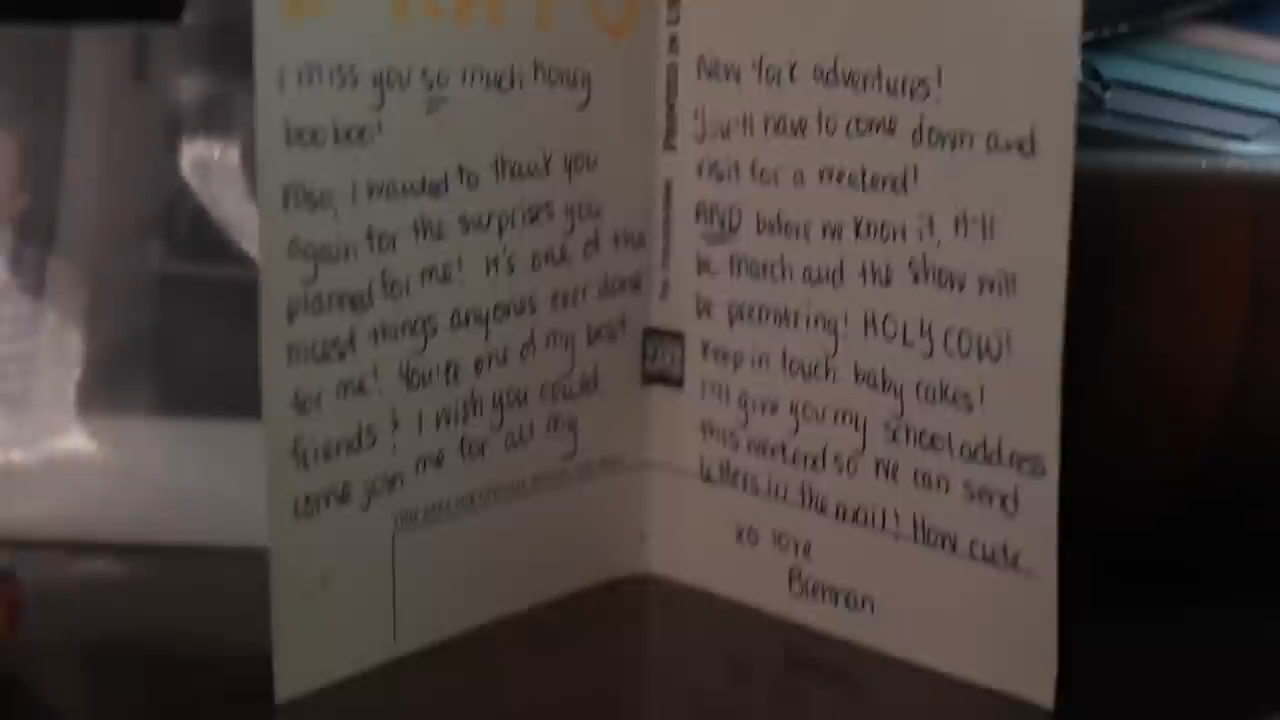 I miss you so much honey
boo boo!
Also, I wanted to thank you
again for the surprises you
planned for me! It's one of the
nicest things anyones ever done
for me! You're one of my best
friends! I wish you could
come join me for all my
New York adventures!
You'll have to come down and
visit for a weekend!
AND before we know it, it'll
be march and the show will
be premoiring! HOLY COW!
Keep in touch baby cakes!
I'll give you my school address
this weekend so we can send
letters in the mail! How cute.
xo love
PRINTED IN